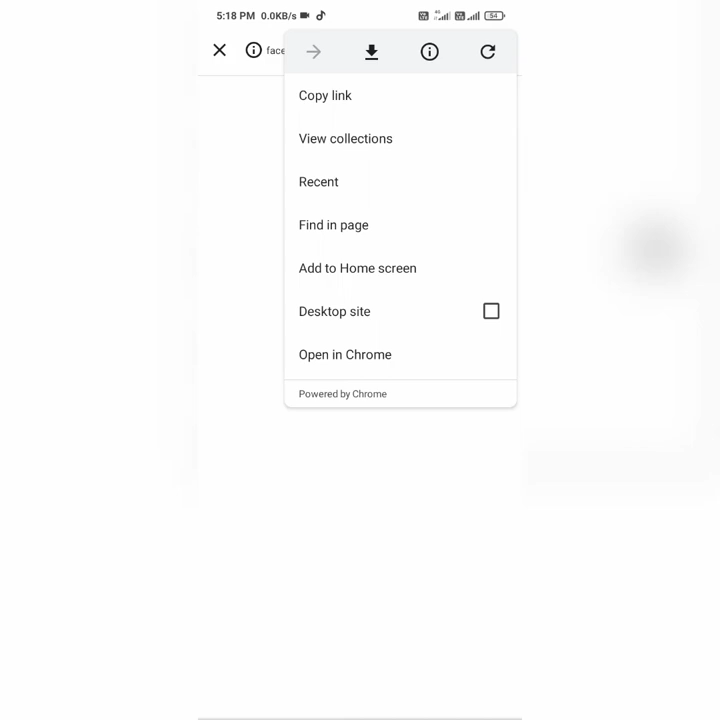 5:18 PM 0.0KB/s 54
face
Copy link
View collections
Recent
Find in page
Add to Home screen
Desktop site
Open in Chrome
Powered by Chrome